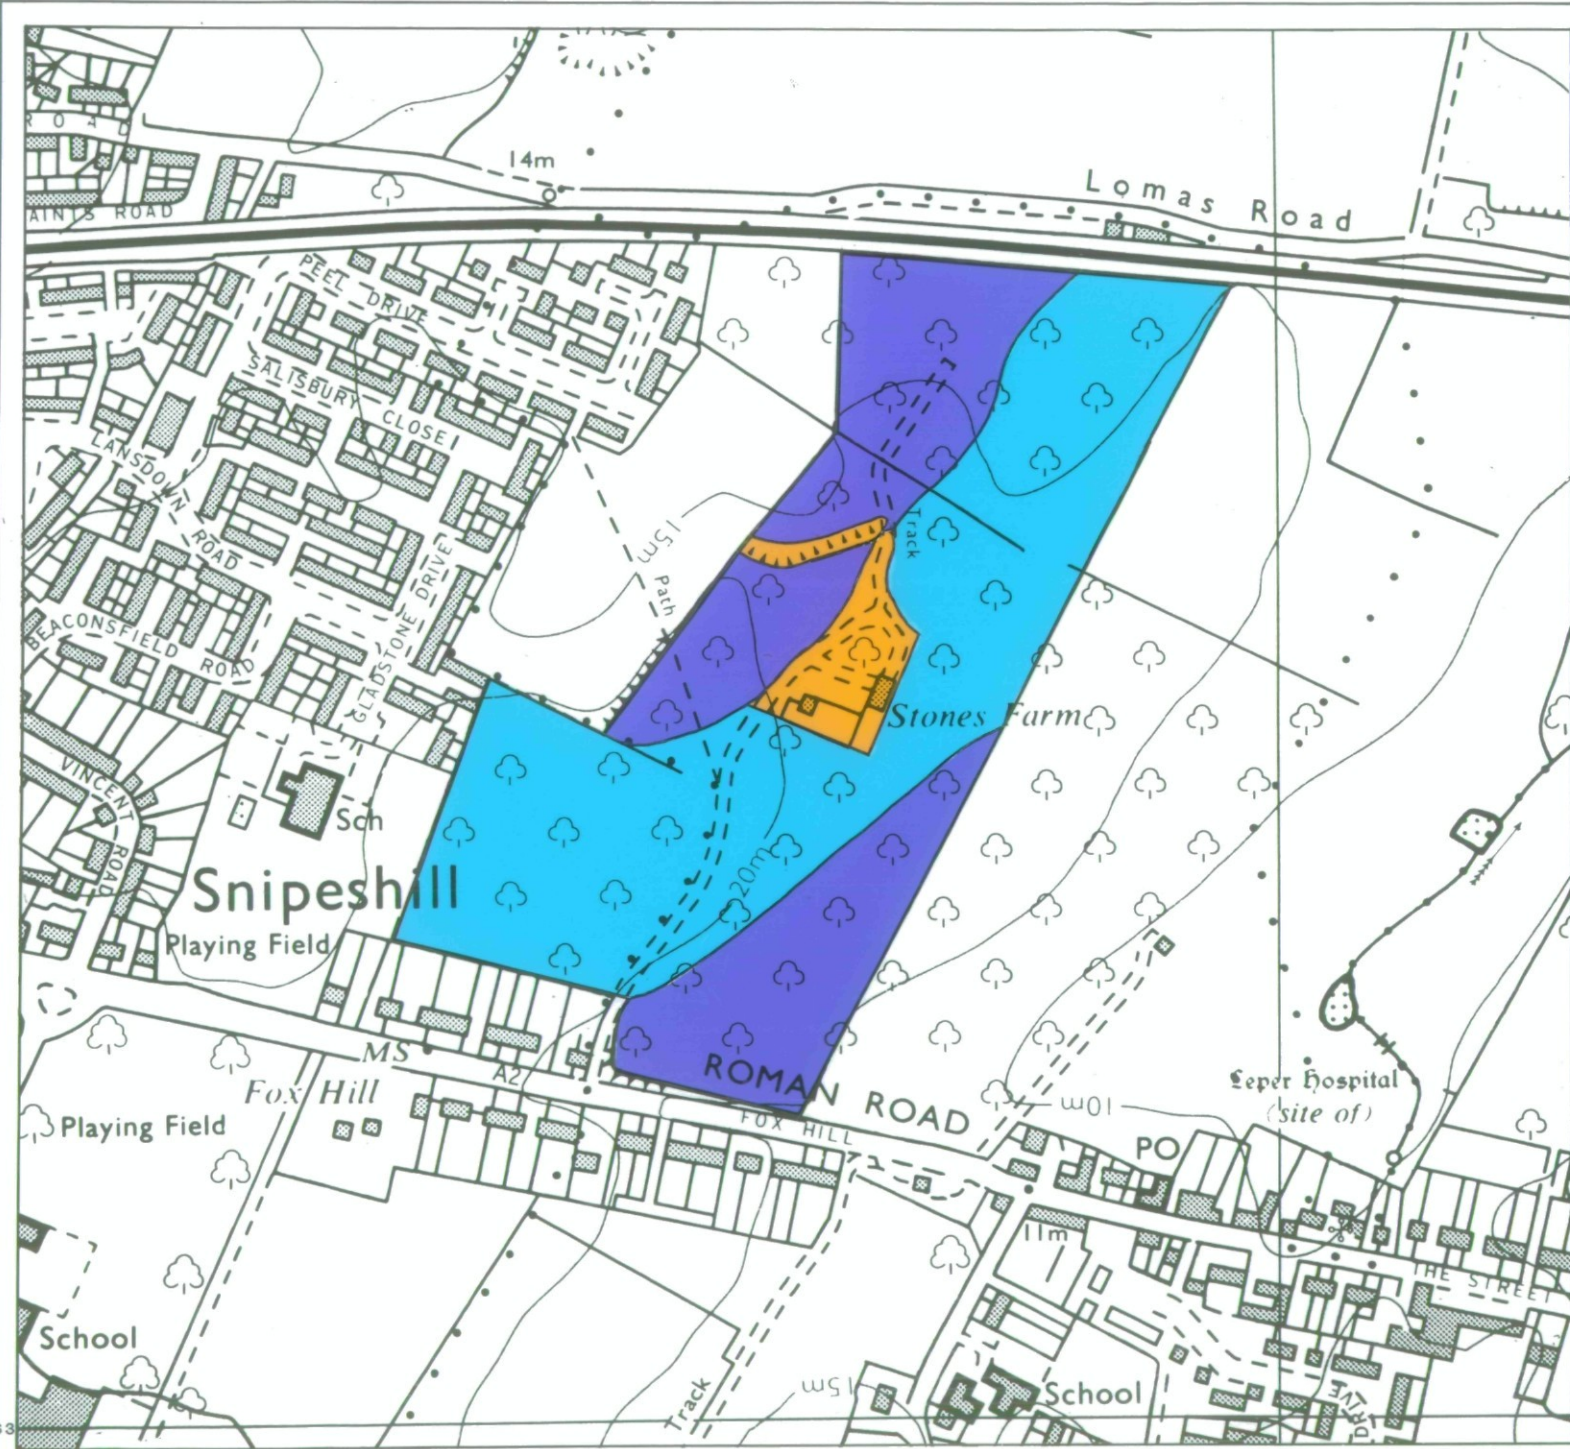 14m
Lomas Road
ROAD
AINTS ROAD
PEEL DRIVE
SALISBURY CLOSE
LANSDOWN ROAD
Track
15m
Path
BEACONSFIELD ROAD
GLADSTONE DRIVE
Stones Farm
VINCENT ROAD
Sch
Snipeshill
20m
Playing Field
MS
A2
Fox Hill
ROMAN ROAD
FOX HILL
10m
Leper Hospital
(site of)
Playing Field
PO
11m
THE STREET
School
15m
Track
School
DRIVE
63